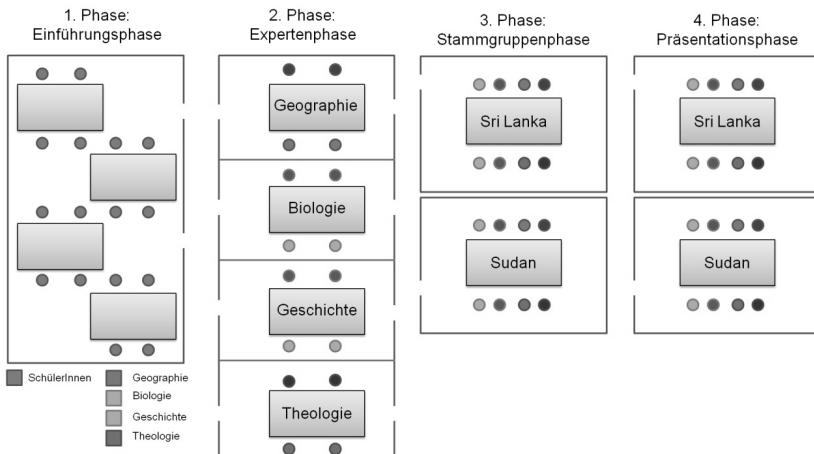 1. Phase:
Einführungsphase
2. Phase:
Expertenphase
3. Phase:
Stammgruppenphase
4. Phase:
Präsentationsphase
Geographie
Biologie
Geschichte
Theologie
Sri Lanka
Sudan
Sri Lanka
Sudan
SchülerInnen
Geographie
Biologie
Geschichte
Theologie